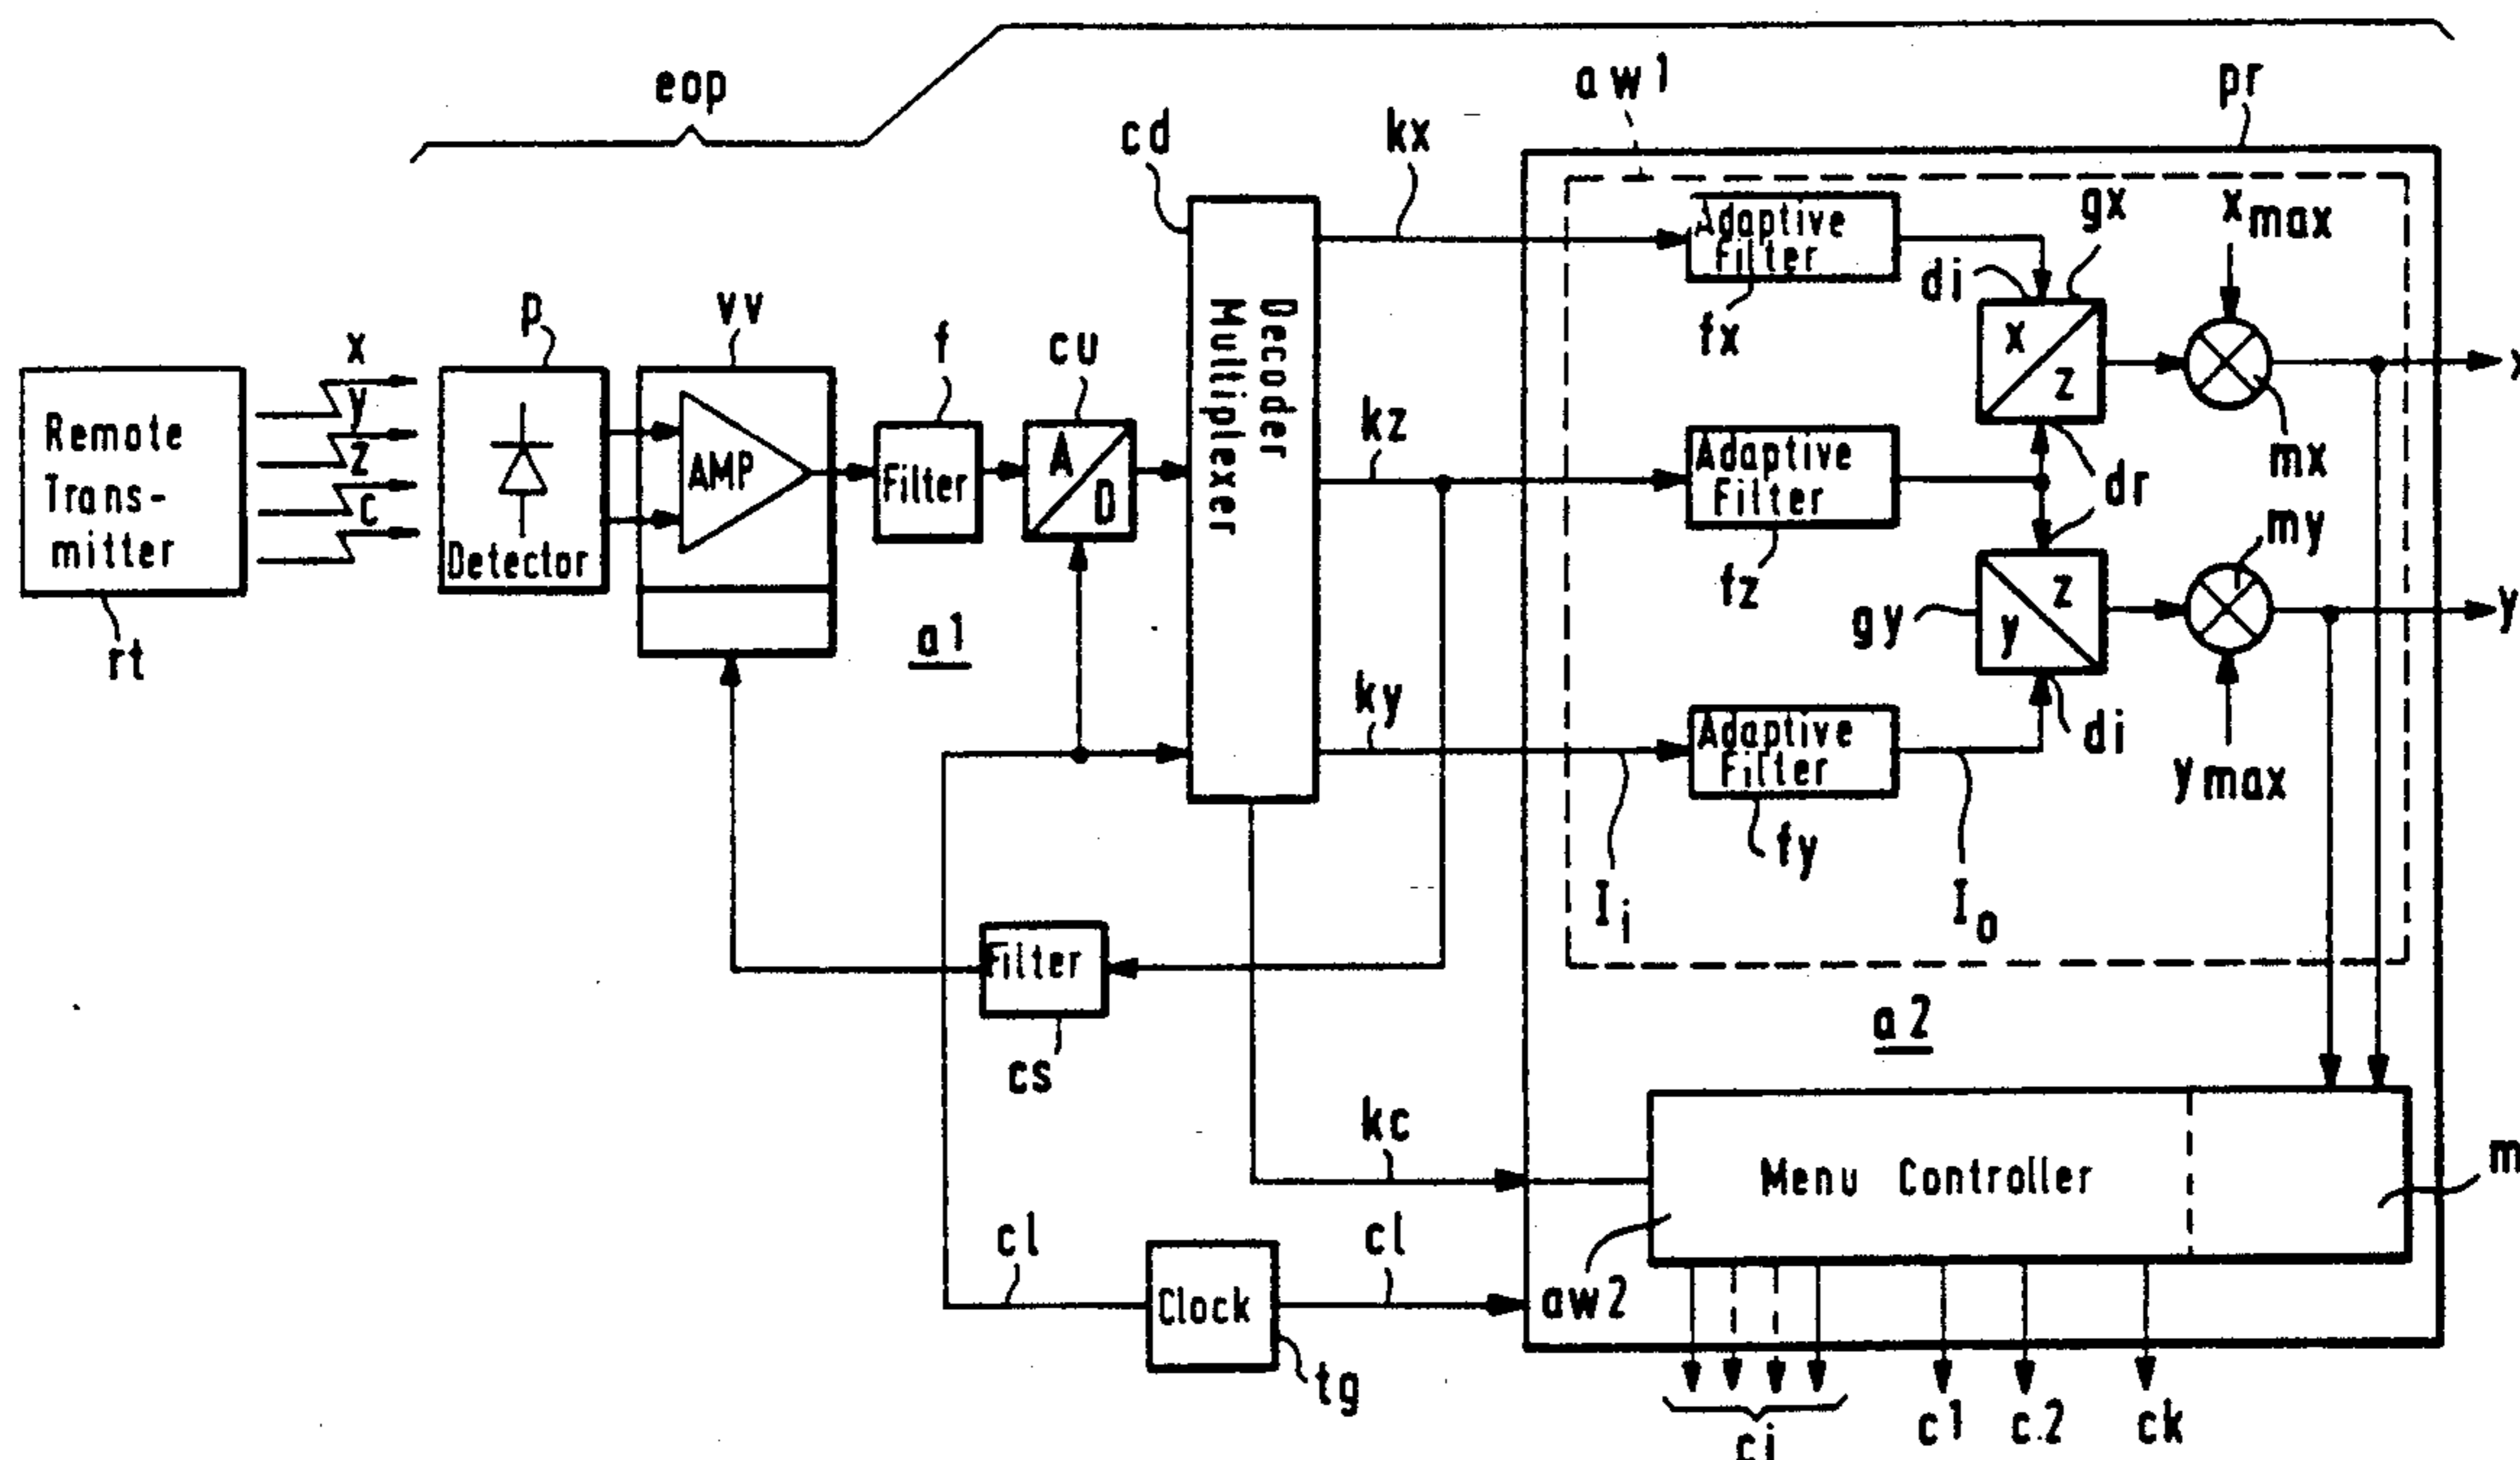 eop
aw1
pr
cd
kx
Adaptive
Filter
gx
xmax
di
fx
x
z
x
mx
p
vv
f
cu
x
y
z
c
Remote
Trans-
mitter
rt
Detector
AMP
Filter
A
D
Decoder
Multiplexer
kz
Adaptive
Filter
fz
dr
my
gy
z
y
y
a1
ky
Adaptive
Filter
fy
di
ymax
Ii
Io
Filter
cs
a2
kc
Menu Controller
m
cl
Clock
cl
tg
aw2
ci
c1
c2
ck